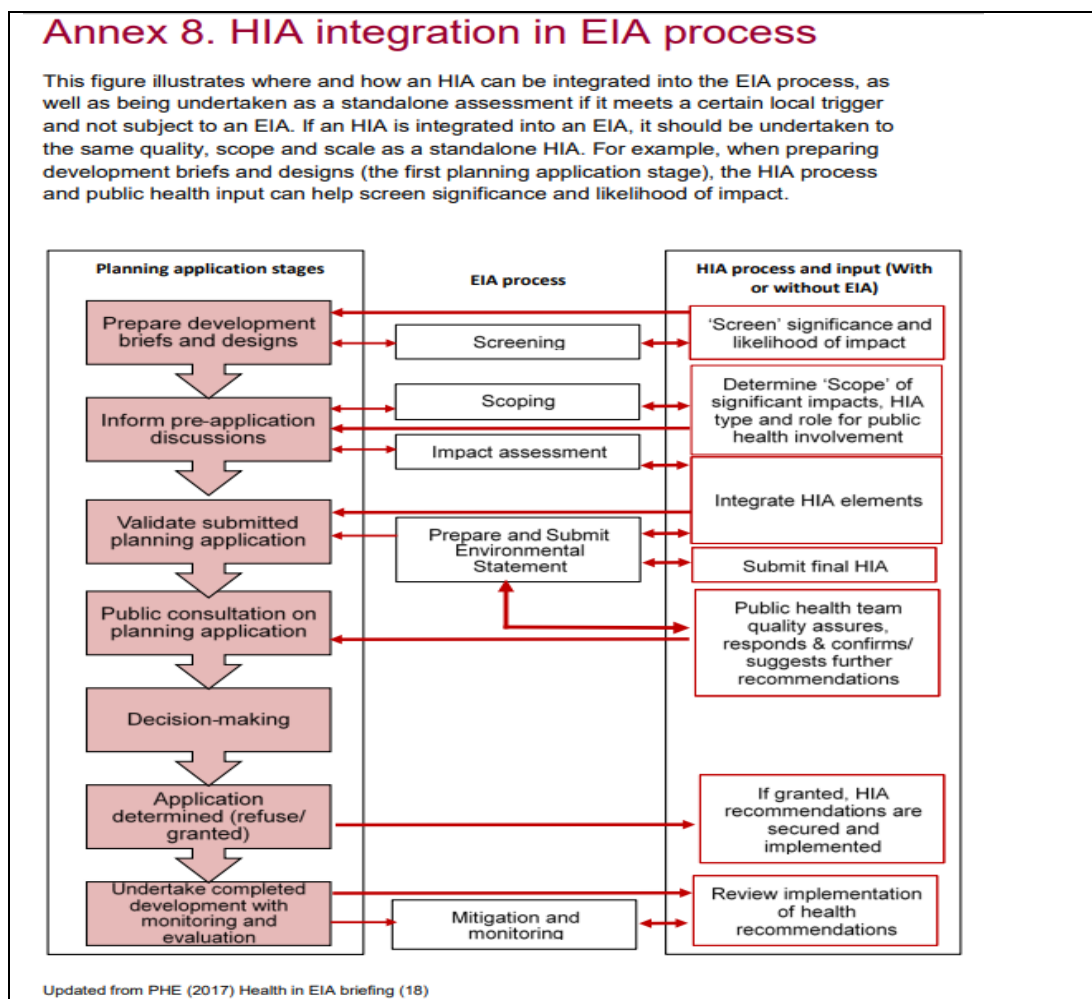 Annex 8. HIA integration in EIA process
This figure illustrates where and how an HIA can be integrated into the EIA process, as
well as being undertaken as a standalone assessment if it meets a certain local trigger
and not subject to an EIA. If an HIA is integrated into an EIA, it should be undertaken to
the same quality, scope and scale as a standalone HIA. For example, when preparing
development briefs and designs (the first planning application stage), the HIA process
and public health input can help screen significance and likelihood of impact.
Planning application stages
EIA process
HIA process and input (With
or without EIA)
Prepare development
briefs and designs
Screening
‘Screen’ significance and
likelihood of impact
Inform pre-application
discussions
Scoping
Impact assessment
Determine ‘Scope’ of
significant impacts, HIA
type and role for public
health involvement
Integrate HIA elements
Validate submitted
planning application
Prepare and Submit
Environmental
Statement
Submit final HIA
Public consultation on
planning application
Public health team
quality assures,
responds & confirms/
suggests further
recommendations
Decision-making
Application
determined (refuse/
granted)
If granted, HIA
recommendations are
secured and
implemented
Undertake completed
development with
monitoring and
evaluation
Mitigation and
monitoring
Review implementation
of health
recommendations
Updated from PHE (2017) Health in EIA briefing (18)